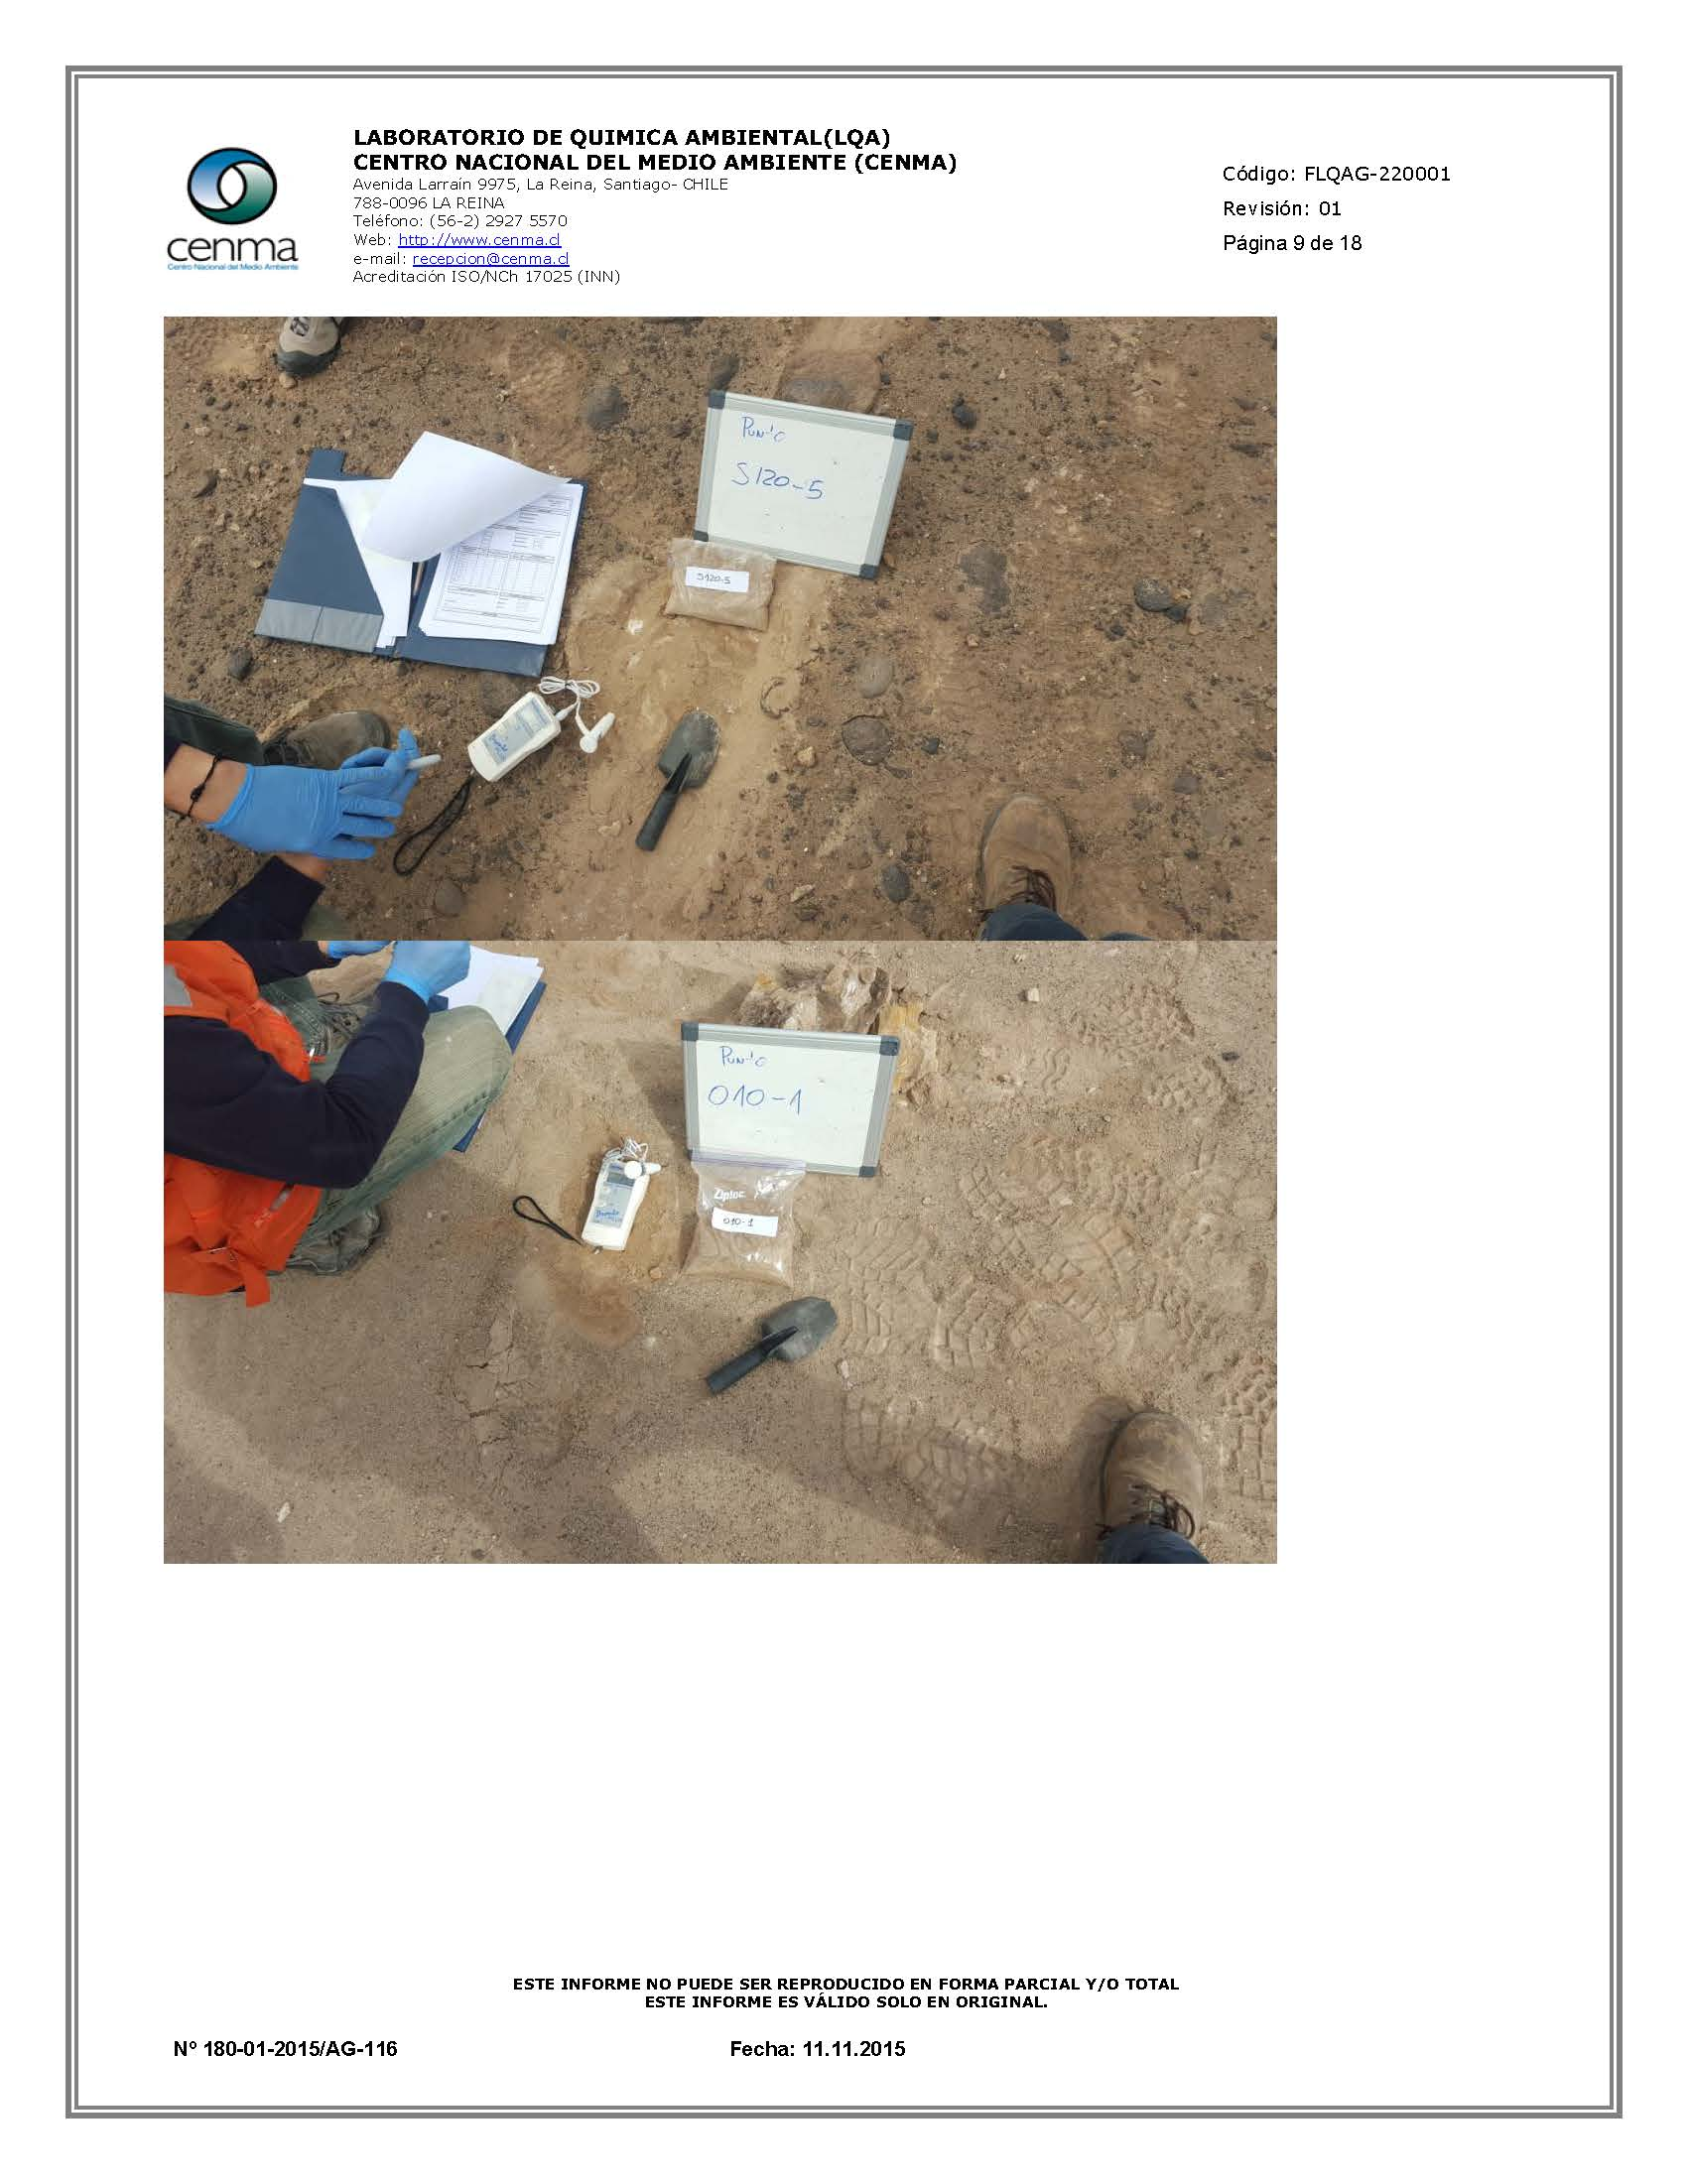 LABORATORIO DE QUIMICA AMBIENTAL(LQA)
CENTRO NACIONAL DEL MEDIO AMBIENTE (CENMA)
Avenida Larraín 9975, La Reina, Santiago- CHILE
788-0096 LA REINA
Teléfono: (56-2) 2927 5570
Web: http://www.cenma.cl
e-mail: recepcion@cenma.cl
Acreditación ISO/NCh 17025 (INN)
cenma
Centro Nacional del Medio Ambiente
Código: FLQAG-220001
Revisión: 01
Página 9 de 18
Punto
S120-5
S120-5
Punto
010-1
Ziploc
010-1
ESTE INFORME NO PUEDE SER REPRODUCIDO EN FORMA PARCIAL Y/O TOTAL
ESTE INFORME ES VÁLIDO SOLO EN ORIGINAL.
Nº 180-01-2015/AG-116
Fecha: 11.11.2015